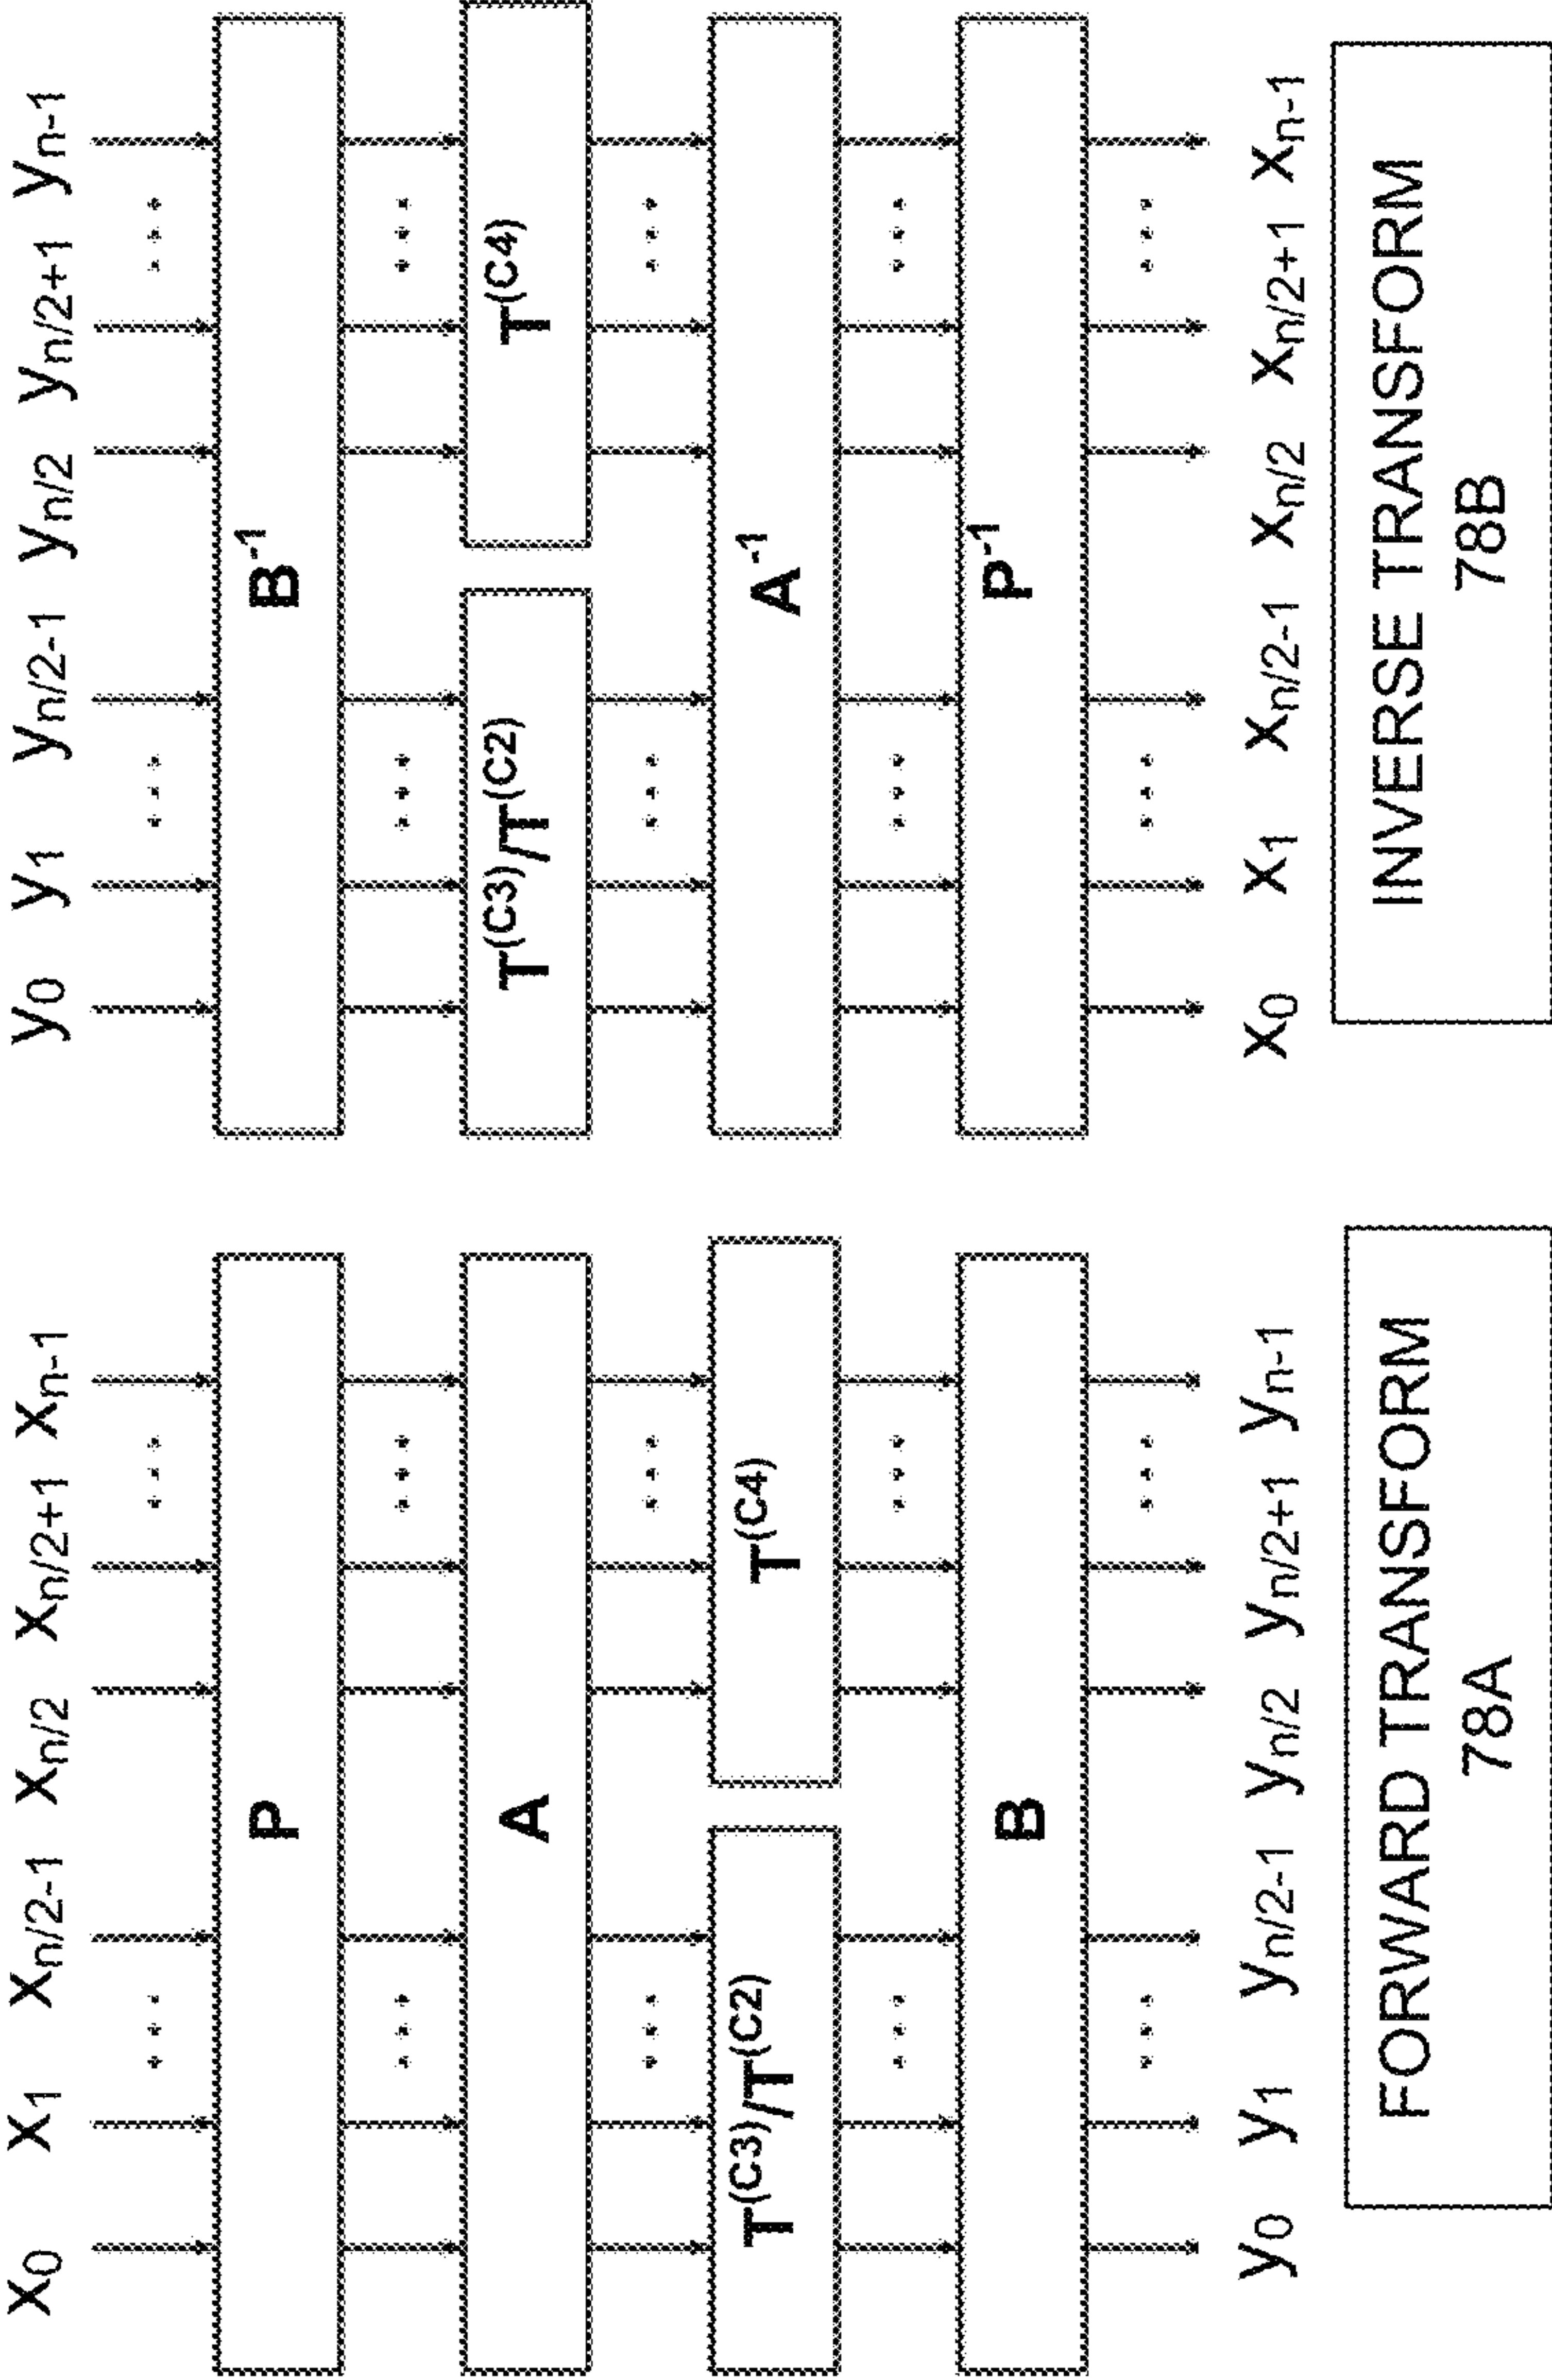 x0 x1 xn/2-1 xn/2 xn/2+1 xn-1
... ...
P
... ...
A
... ...
T(C3)/T(C2) T(C4)
... ...
B
... ...
y0 y1 yn/2-1 yn/2 yn/2+1 yn-1
FORWARD TRANSFORM
78A
y0 y1 yn/2-1 yn/2 yn/2+1 yn-1
... ...
B-1
... ...
T(C3)/T(C2) T(C4)
... ...
A-1
... ...
P-1
... ...
x0 x1 xn/2-1 xn/2 xn/2+1 xn-1
INVERSE TRANSFORM
78B